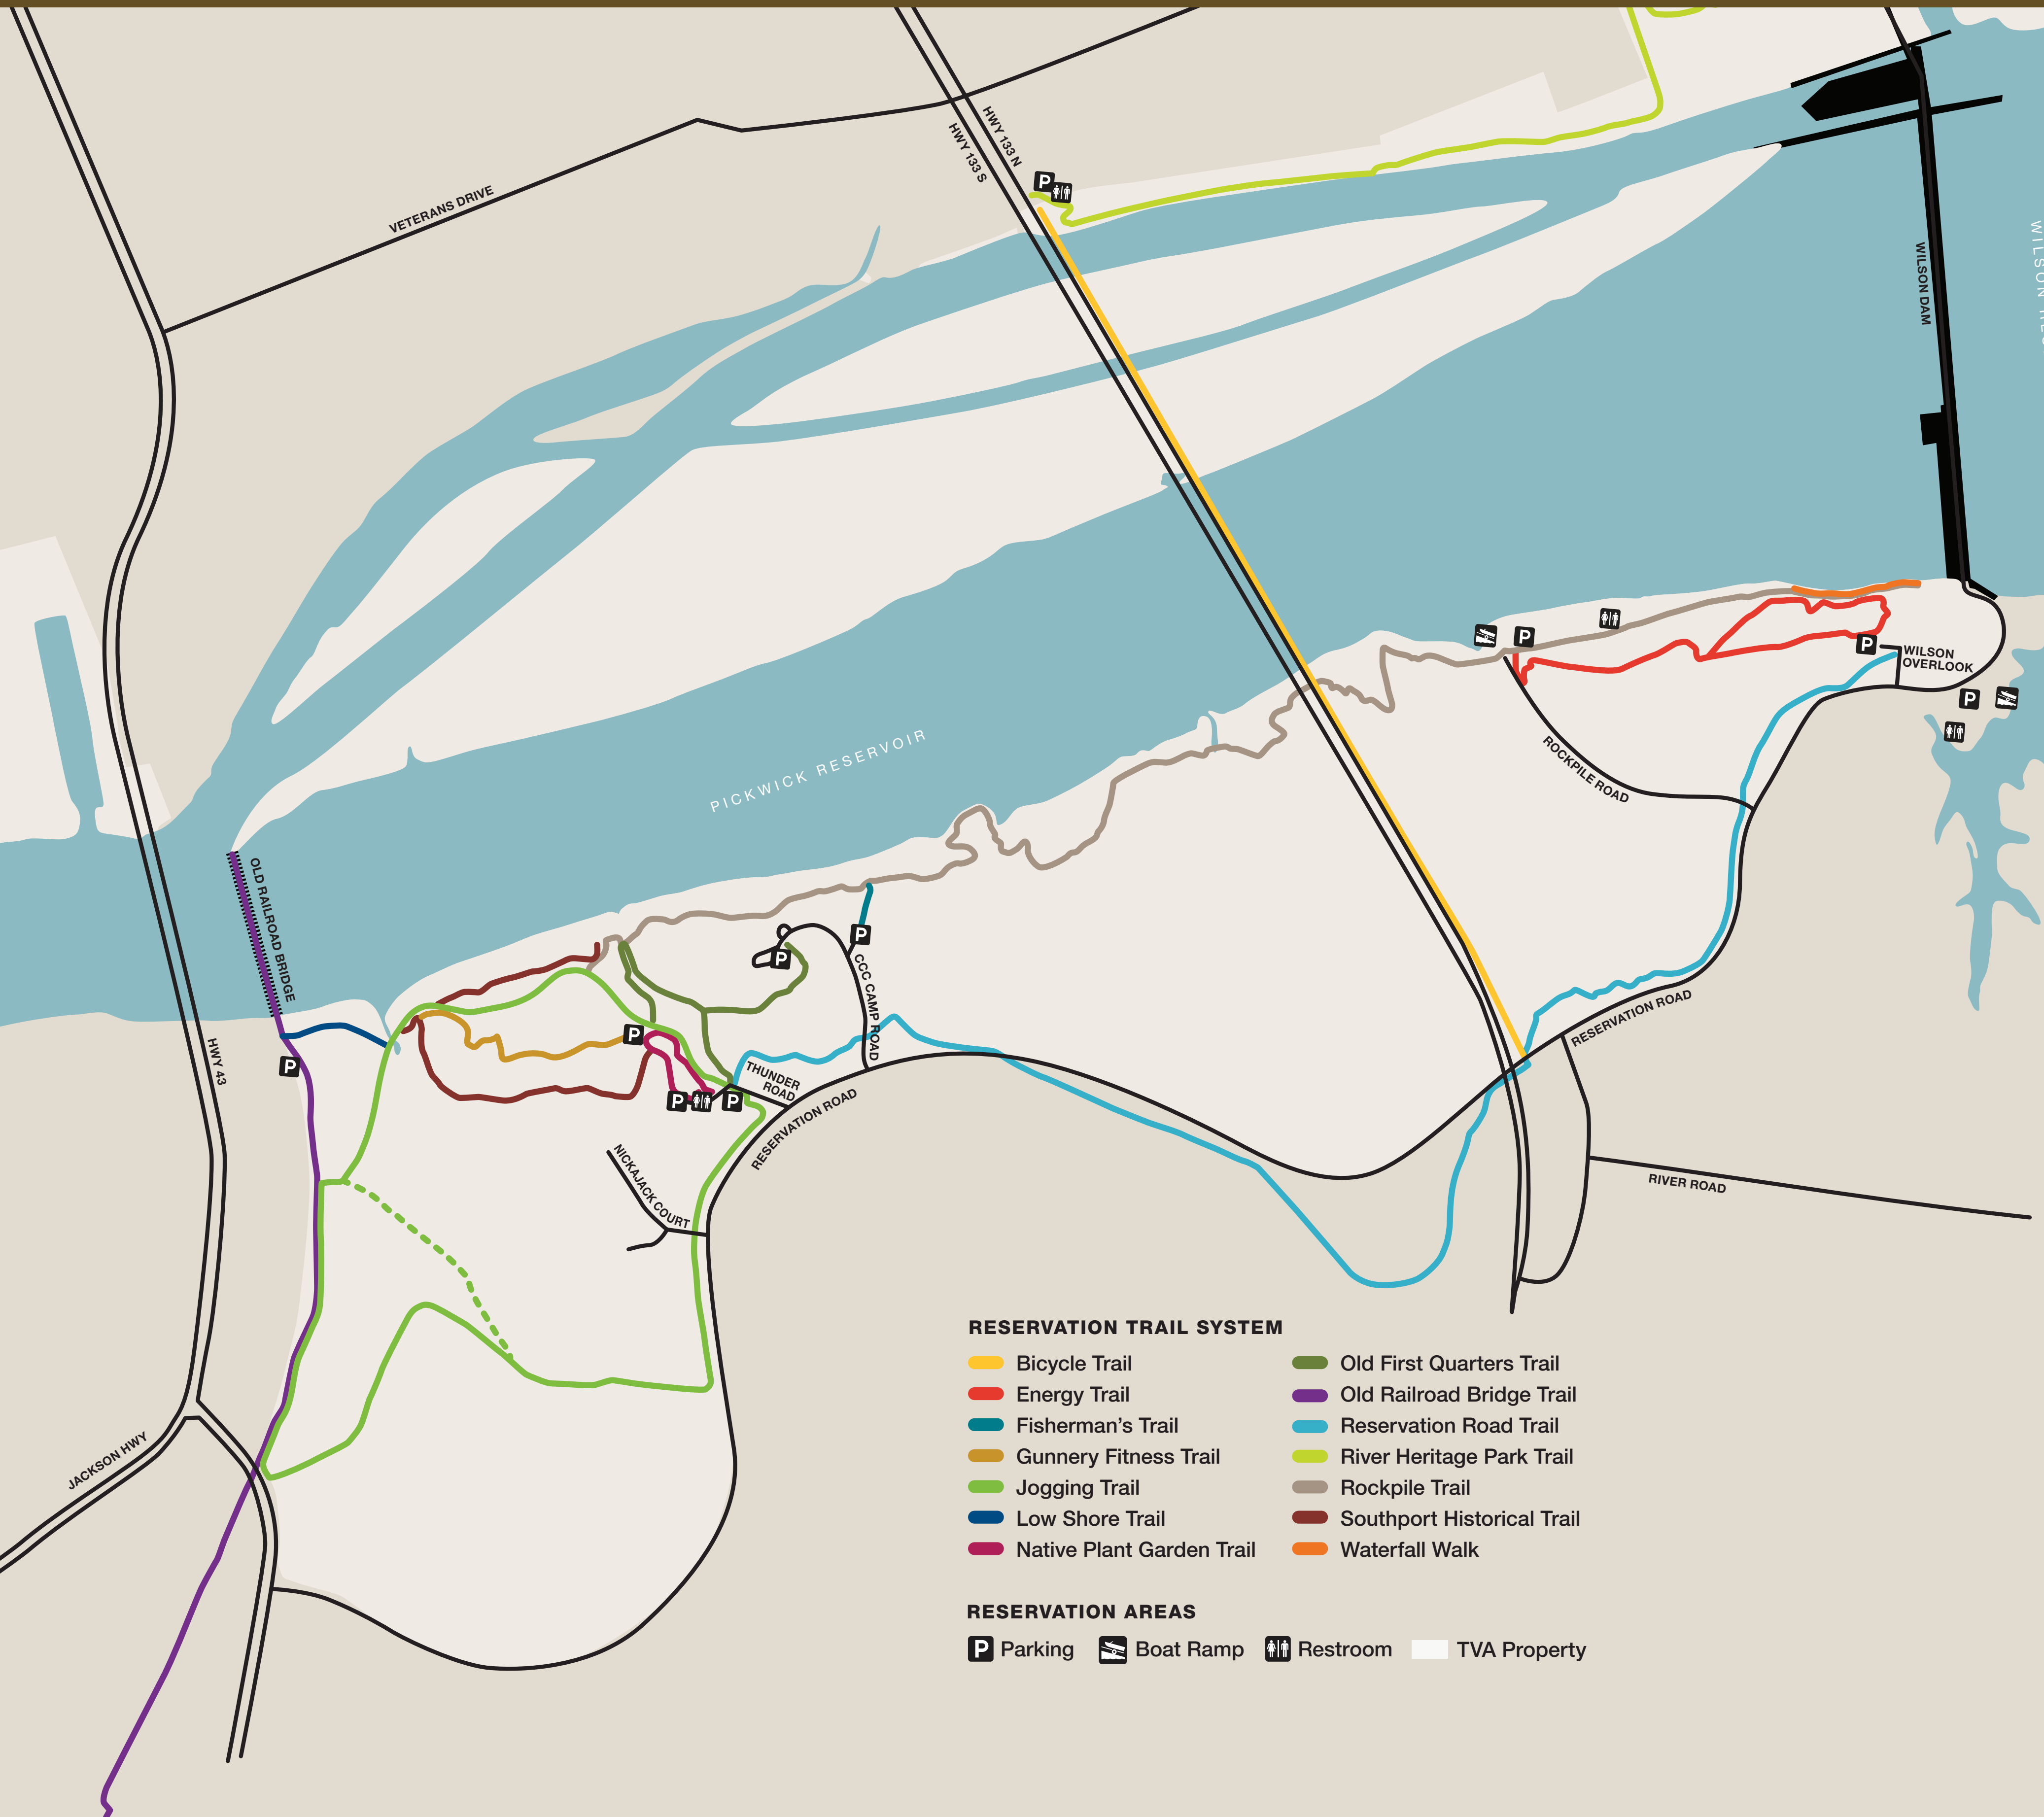 HWY 133 N
HWY 133 S
VETERANS DRIVE
P
WILSON DAM
P
WILSON
OVERLOOK
P
P
ROCKPILE ROAD
PICKWICK RESERVOIR
OLD RAILROAD BRIDGE
P
P
CCC CAMP ROAD
RESERVATION ROAD
HWY 43
P
P
THUNDER
ROAD
P
P
RESERVATION ROAD
NICKAJACK COURT
RIVER ROAD
JACKSON HWY
RESERVATION TRAIL SYSTEM
Bicycle Trail
Energy Trail
Fisherman's Trail
Gunnery Fitness Trail
Jogging Trail
Low Shore Trail
Native Plant Garden Trail
Old First Quarters Trail
Old Railroad Bridge Trail
Reservation Road Trail
River Heritage Park Trail
Rockpile Trail
Southport Historical Trail
Waterfall Walk
RESERVATION AREAS
P Parking
Boat Ramp
Restroom
TVA Property